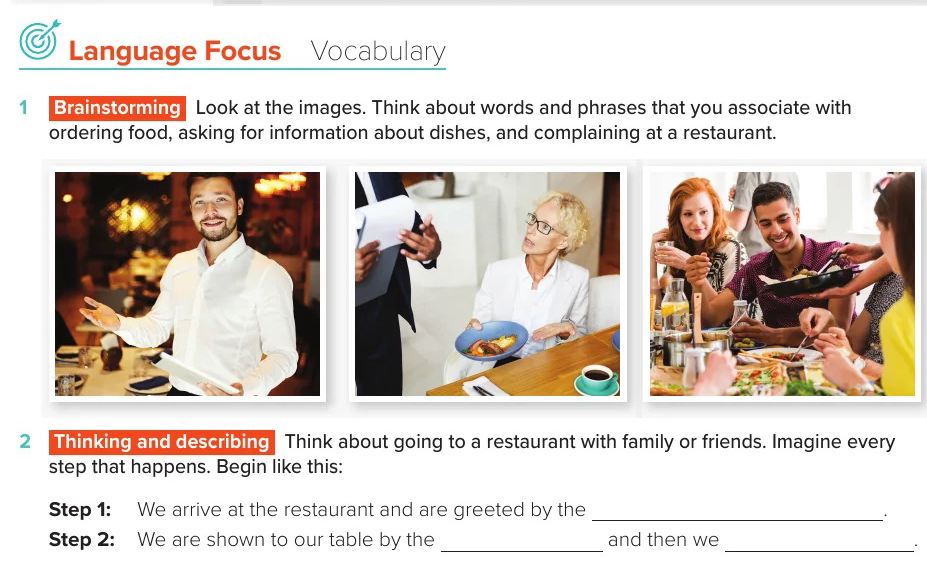 Language Focus Vocabulary
1 Brainstorming Look at the images. Think about words and phrases that you associate with
ordering food, asking for information about dishes, and complaining at a restaurant.
2 Thinking and describing Think about going to a restaurant with family or friends. Imagine every
step that happens. Begin like this:
Step 1: We arrive at the restaurant and are greeted by the ______________________________.
Step 2: We are shown to our table by the _________________ and then we ____________________.